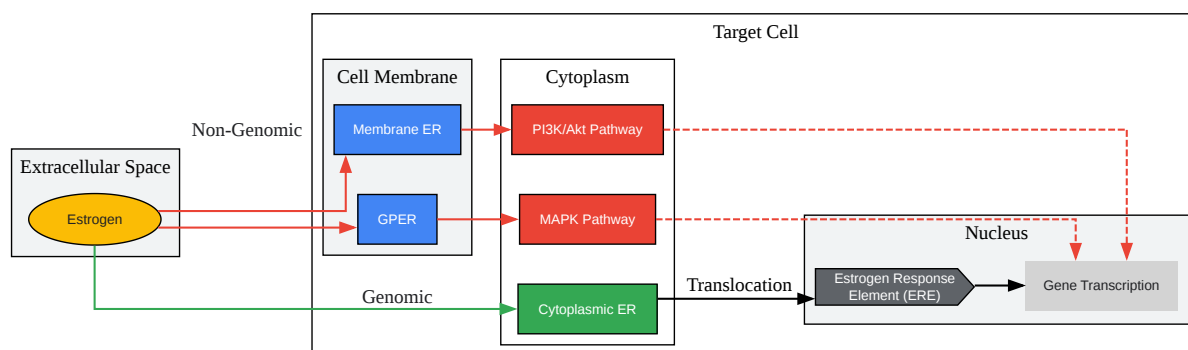 Target Cell
Cell Membrane
Cytoplasm
Non-Genomic
Membrane ER
PI3K/Akt Pathway
Extracellular Space
Estrogen
GPER
MAPK Pathway
Nucleus
Genomic
Cytoplasmic ER
Translocation
Estrogen Response
Element (ERE)
Gene Transcription